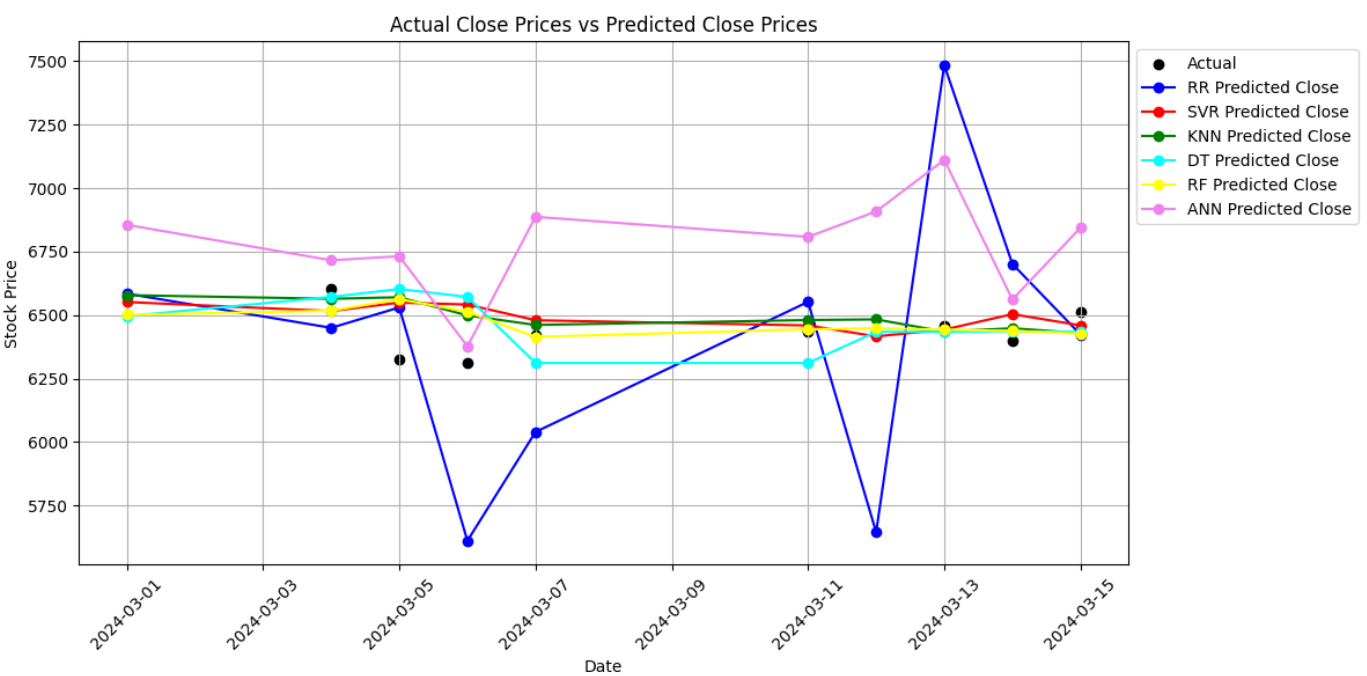 Actual Close Prices vs Predicted Close Prices
Stock Price
7500
7250
7000
6750
6500
6250
6000
5750
2024-03-01
2024-03-03
2024-03-05
2024-03-07
2024-03-09
2024-03-11
2024-03-13
2024-03-15
Date
Actual
RR Predicted Close
SVR Predicted Close
KNN Predicted Close
DT Predicted Close
RF Predicted Close
ANN Predicted Close